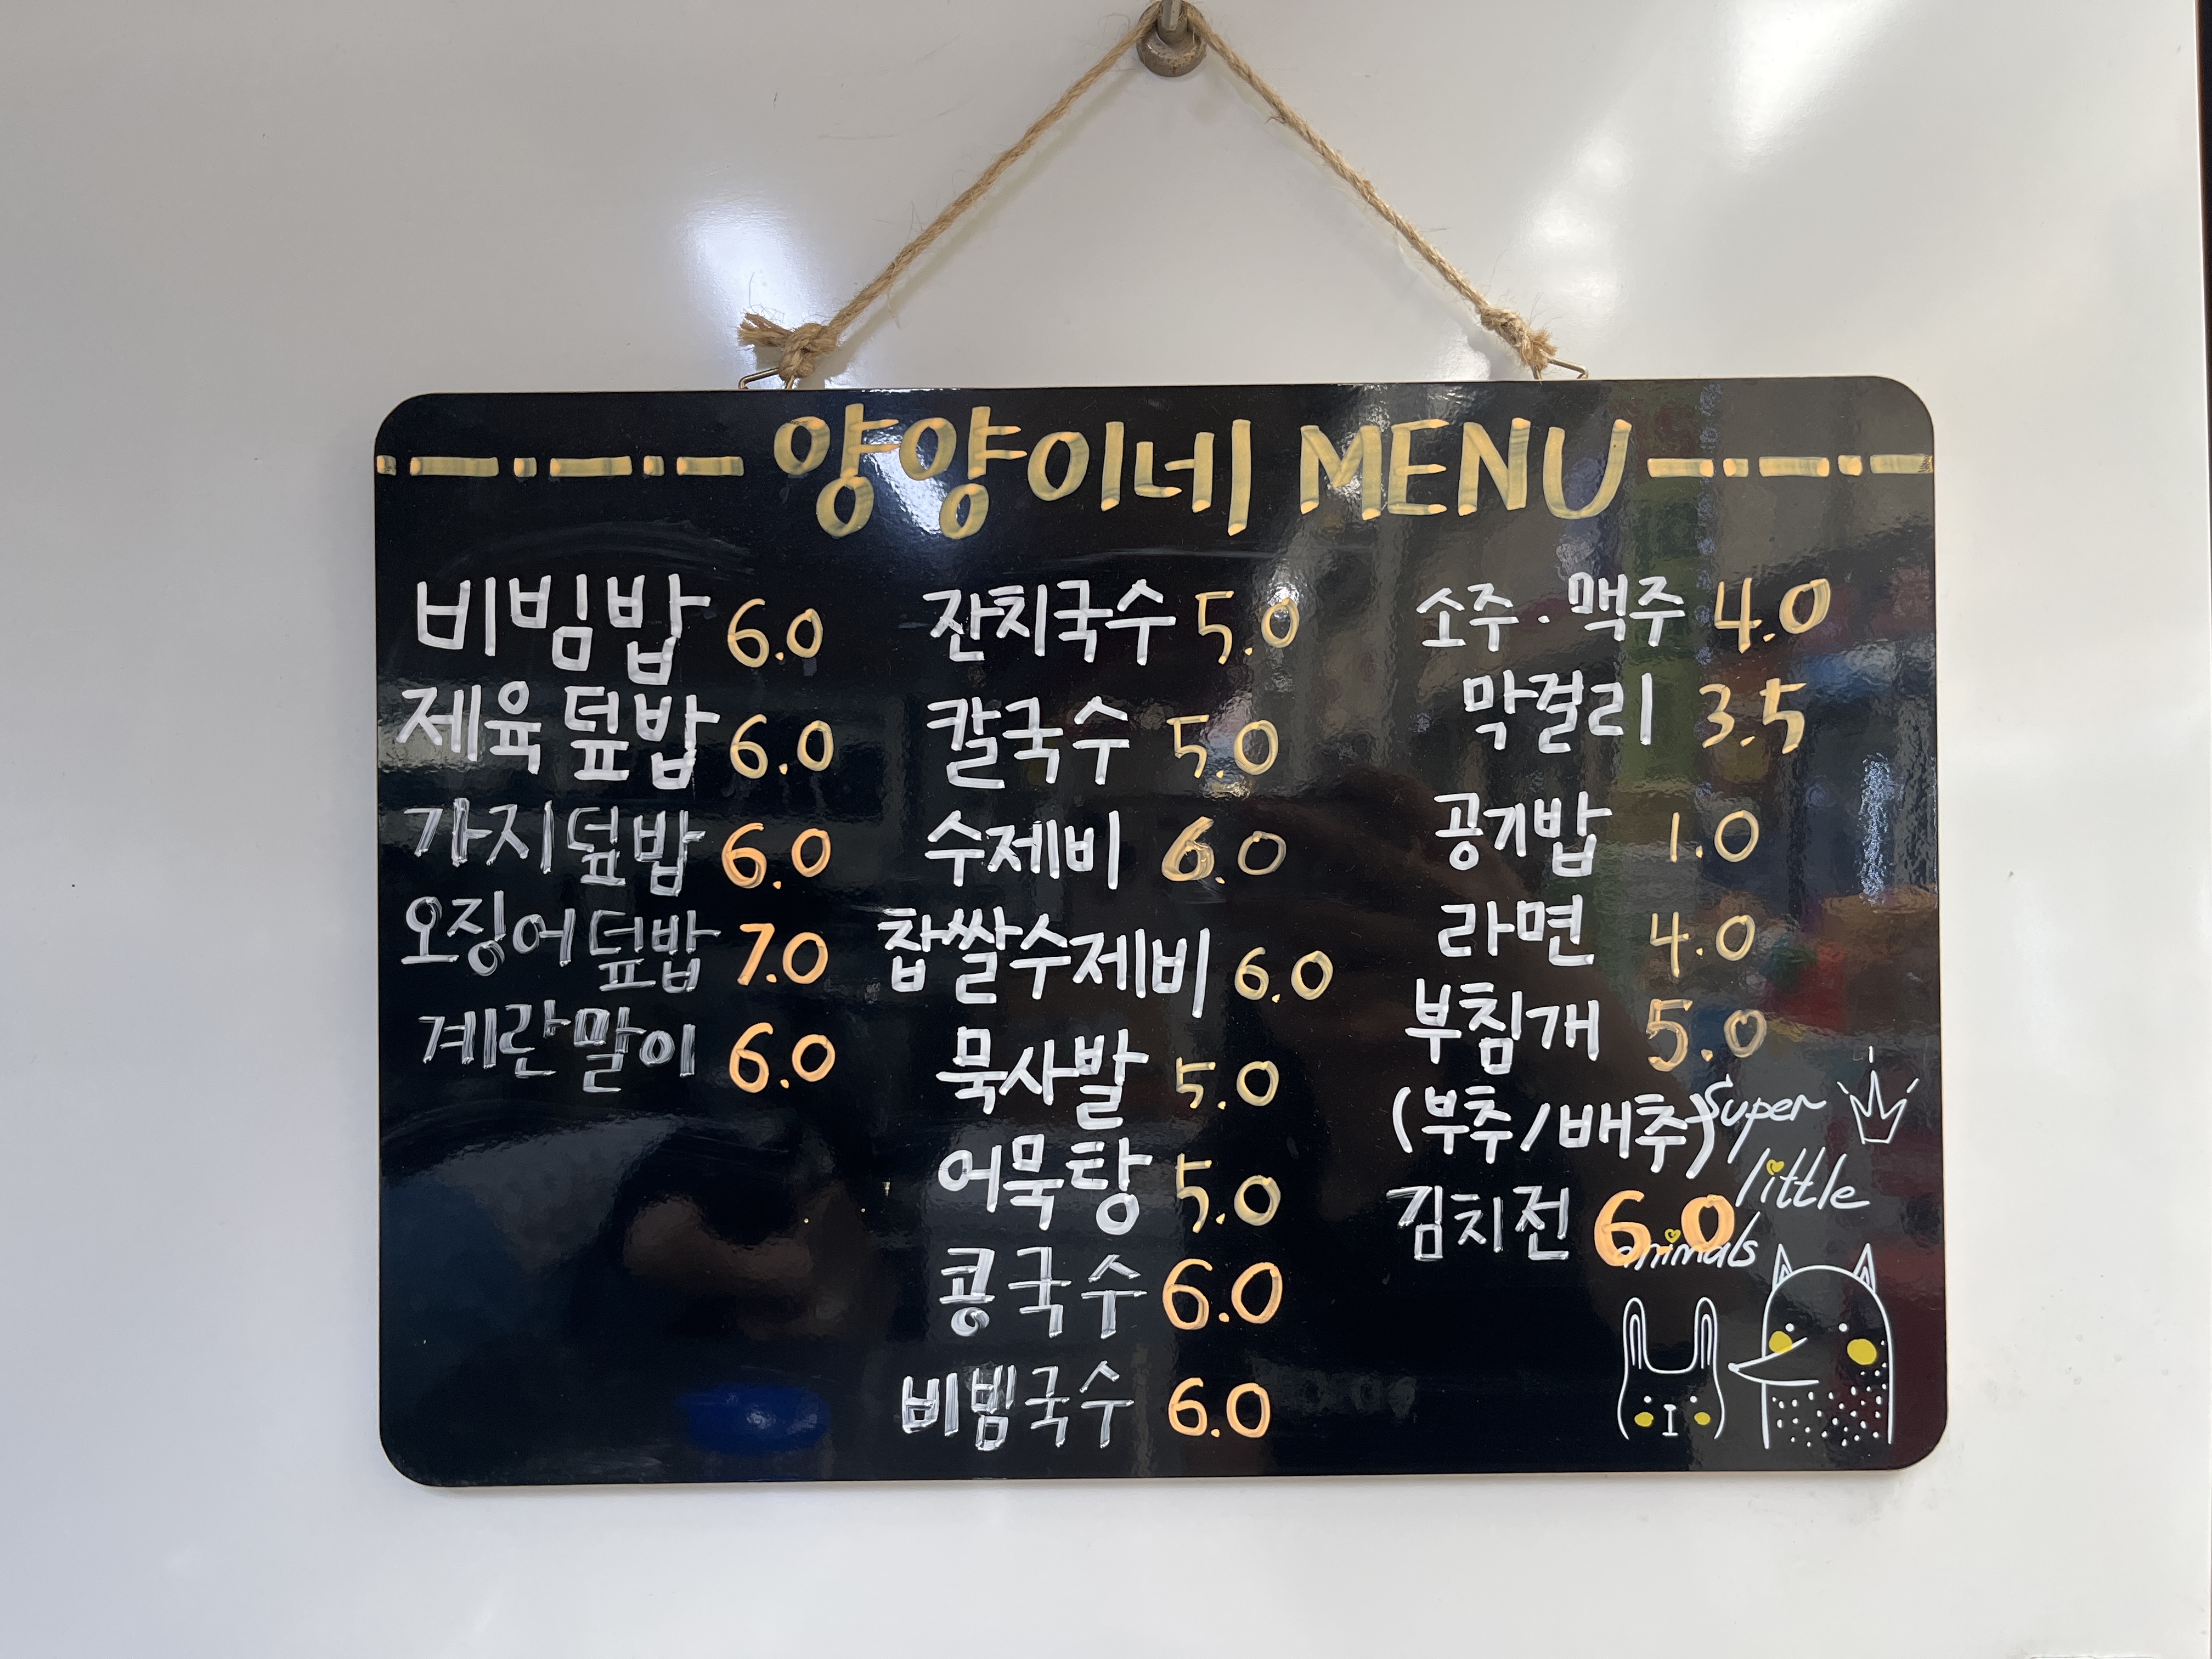 양양이네 MENU
비빔밥 6.0
제육덮밥 6.0
가지덮밥 6.0
오징어덮밥 7.0
계란말이 6.0
잔치국수 5.0
칼국수 5.0
수제비 6.0
찹쌀수제비 6.0
묵사발 5.0
어묵탕 5.0
콩국수 6.0
비빔국수 6.0
소주·맥주 4.0
막걸리 3.5
공기밥 1.0
라면 4.0
부침개 5.0
(부추/배추)
김치전 6.0
Super
little
animals